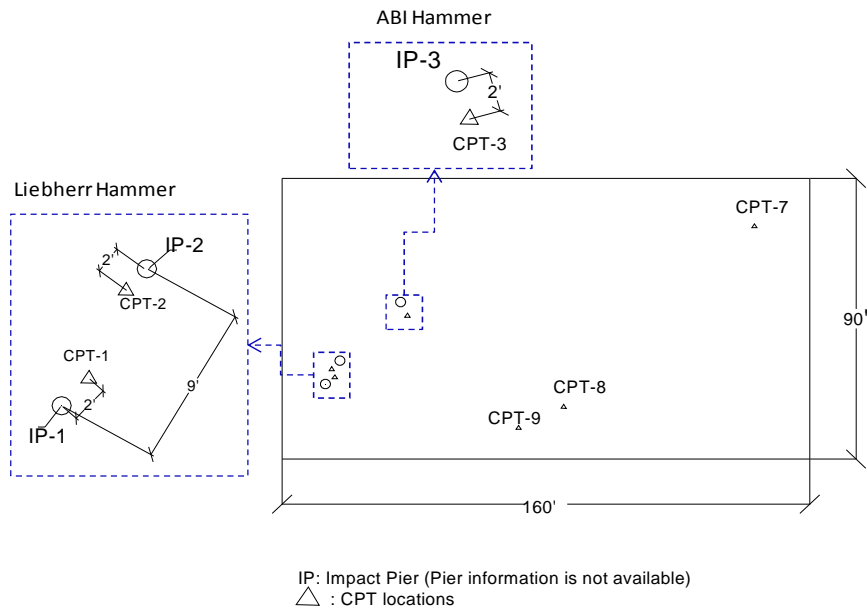 ABI Hammer
IP-3
2'
CPT-3
Liebherr Hammer
IP-2
2'
CPT-2
CPT-1
9'
2'
IP-1
CPT-7
90'
CPT-8
CPT-9
160'
IP: Impact Pier (Pier information is not available)
: CPT locations